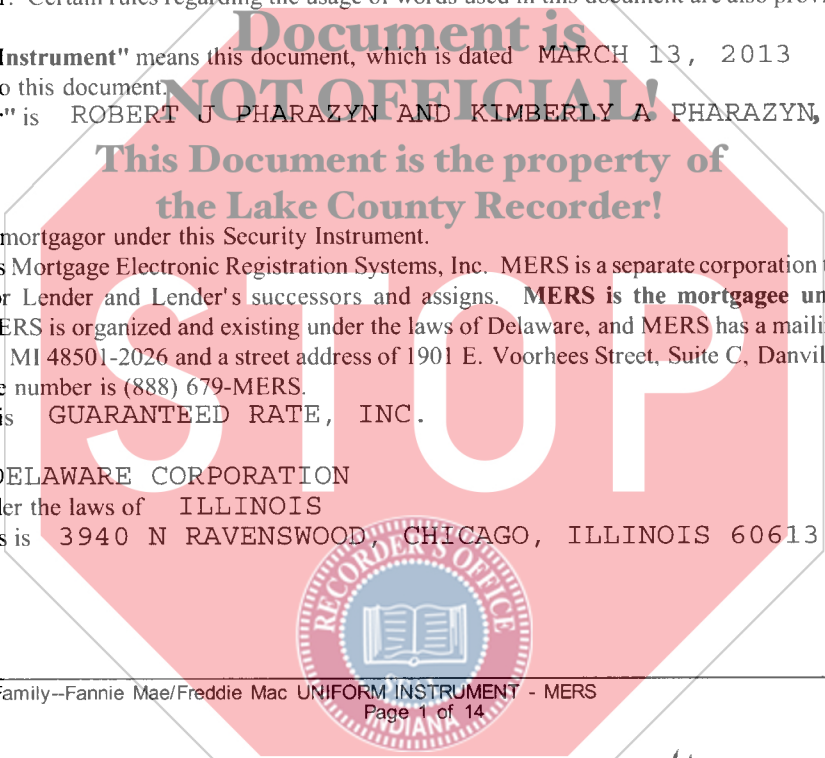 Certain rules regarding the usage of words used in this document are also
Document is
Instrument" means this document, which is dated MARCH 13, 2013
o this document.
NOT OFFICIAL!
" is ROBERT J PHARAZYN AND KIMBERLY A PHARAZYN,
This Document is the property of
the Lake County Recorder!
mortgagor under this Security Instrument.
s Mortgage Electronic Registration Systems, Inc. MERS is a separate corporation
r Lender and Lender's successors and assigns. MERS is the mortgagee un
ERS is organized and existing under the laws of Delaware, and MERS has a maili
MI 48501-2026 and a street address of 1901 E. Voorhees Street, Suite C, Danvil
e number is (888) 679-MERS.
is GUARANTEED RATE, INC.
STOP
DELAWARE CORPORATION
er the laws of ILLINOIS
s is 3940 N RAVENSWOOD, CHICAGO, ILLINOIS 60613
RECORDER'S OFFICE
INDIANA
Family--Fannie Mae/Freddie Mac UNIFORM INSTRUMENT - MERS
Page 1 of 14